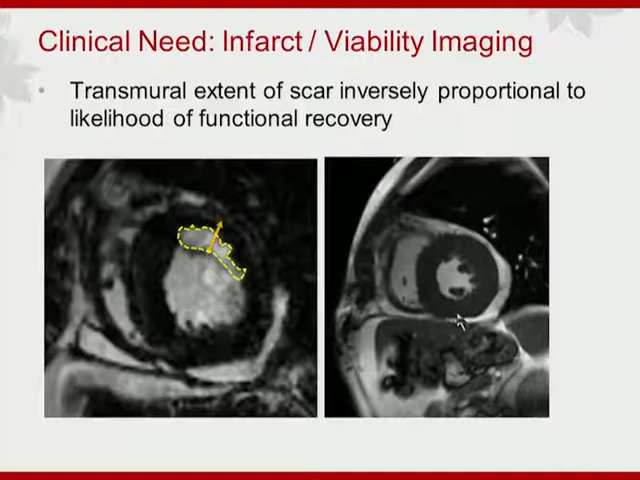 Clinical Need: Infarct / Viability Imaging
• Transmural extent of scar inversely proportional to
likelihood of functional recovery